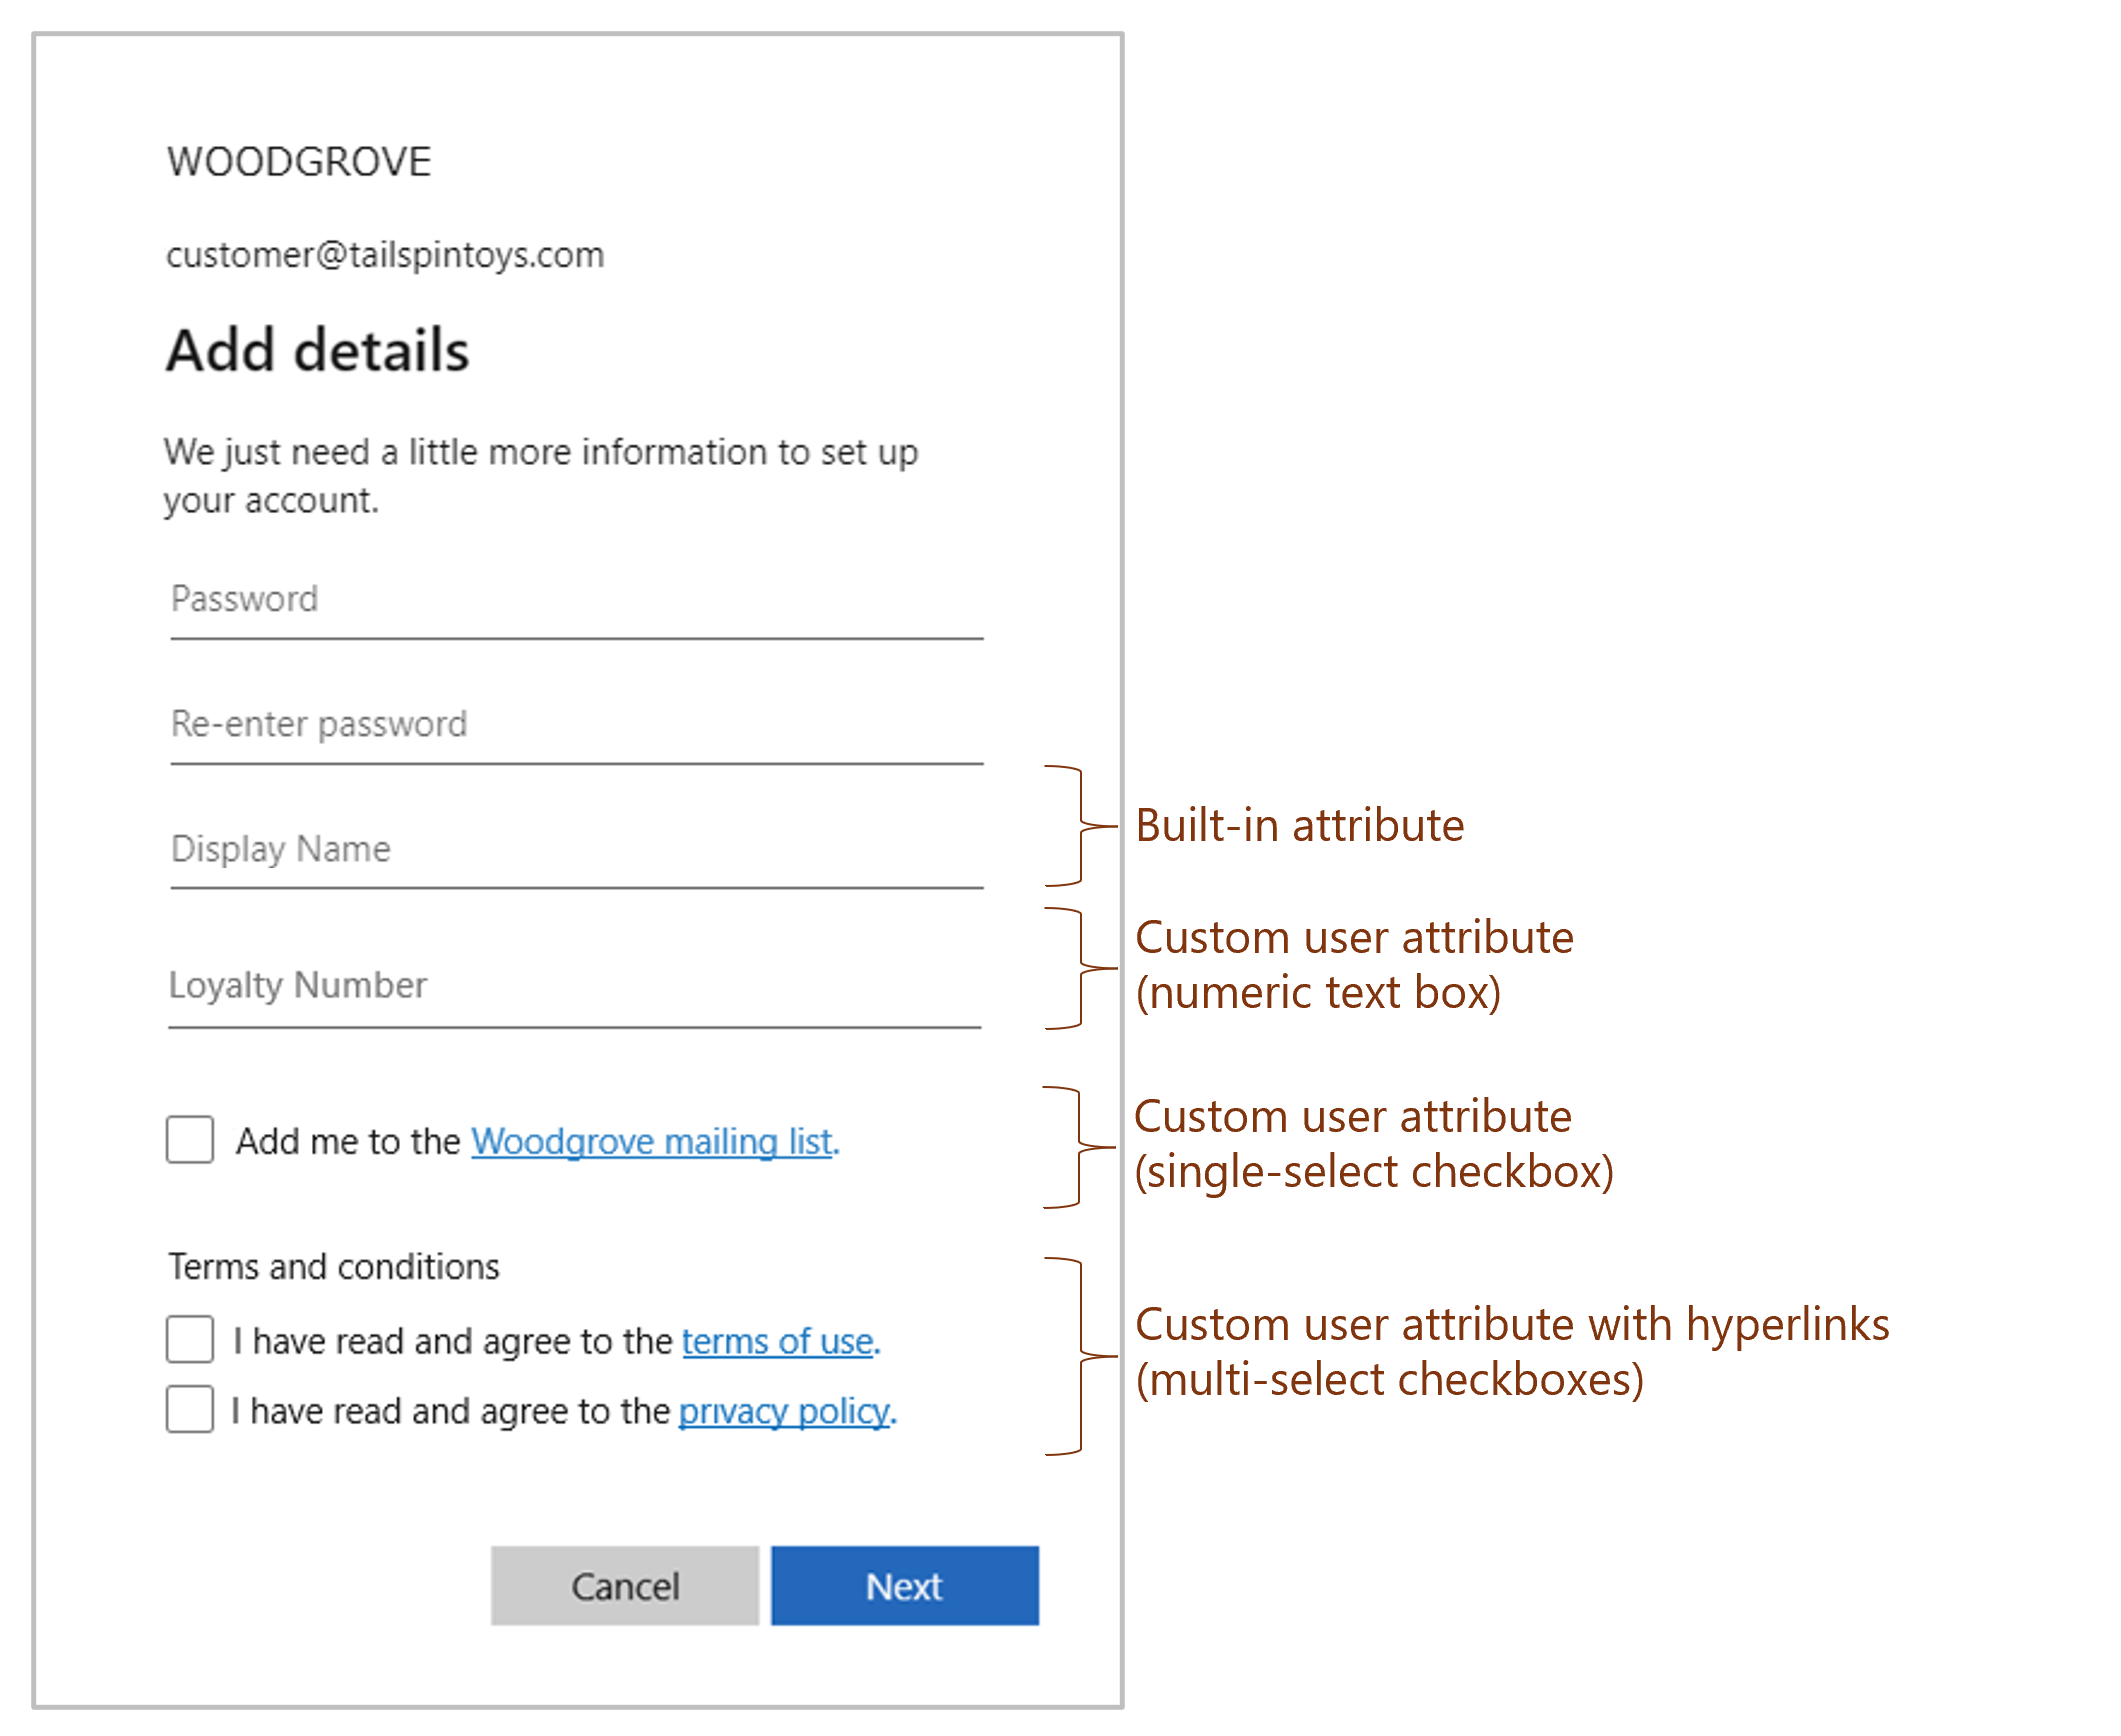 WOODGROVE
customer@tailspintoys.com
Add details
We just need a little more information to set up
your account.
Password
Re-enter password
Display Name
Built-in attribute
Loyalty Number
Custom user attribute
(numeric text box)
Add me to the Woodgrove mailing list.
Custom user attribute
(single-select checkbox)
Terms and conditions
I have read and agree to the terms of use.
I have read and agree to the privacy policy.
Custom user attribute with hyperlinks
(multi-select checkboxes)
Cancel
Next